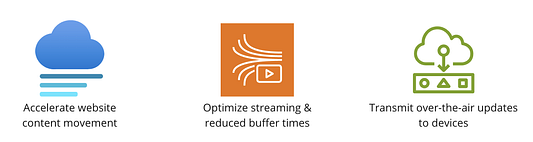 Accelerate website
content movement
Optimize streaming &
reduced buffer times
Transmit over-the-air updates
to devices